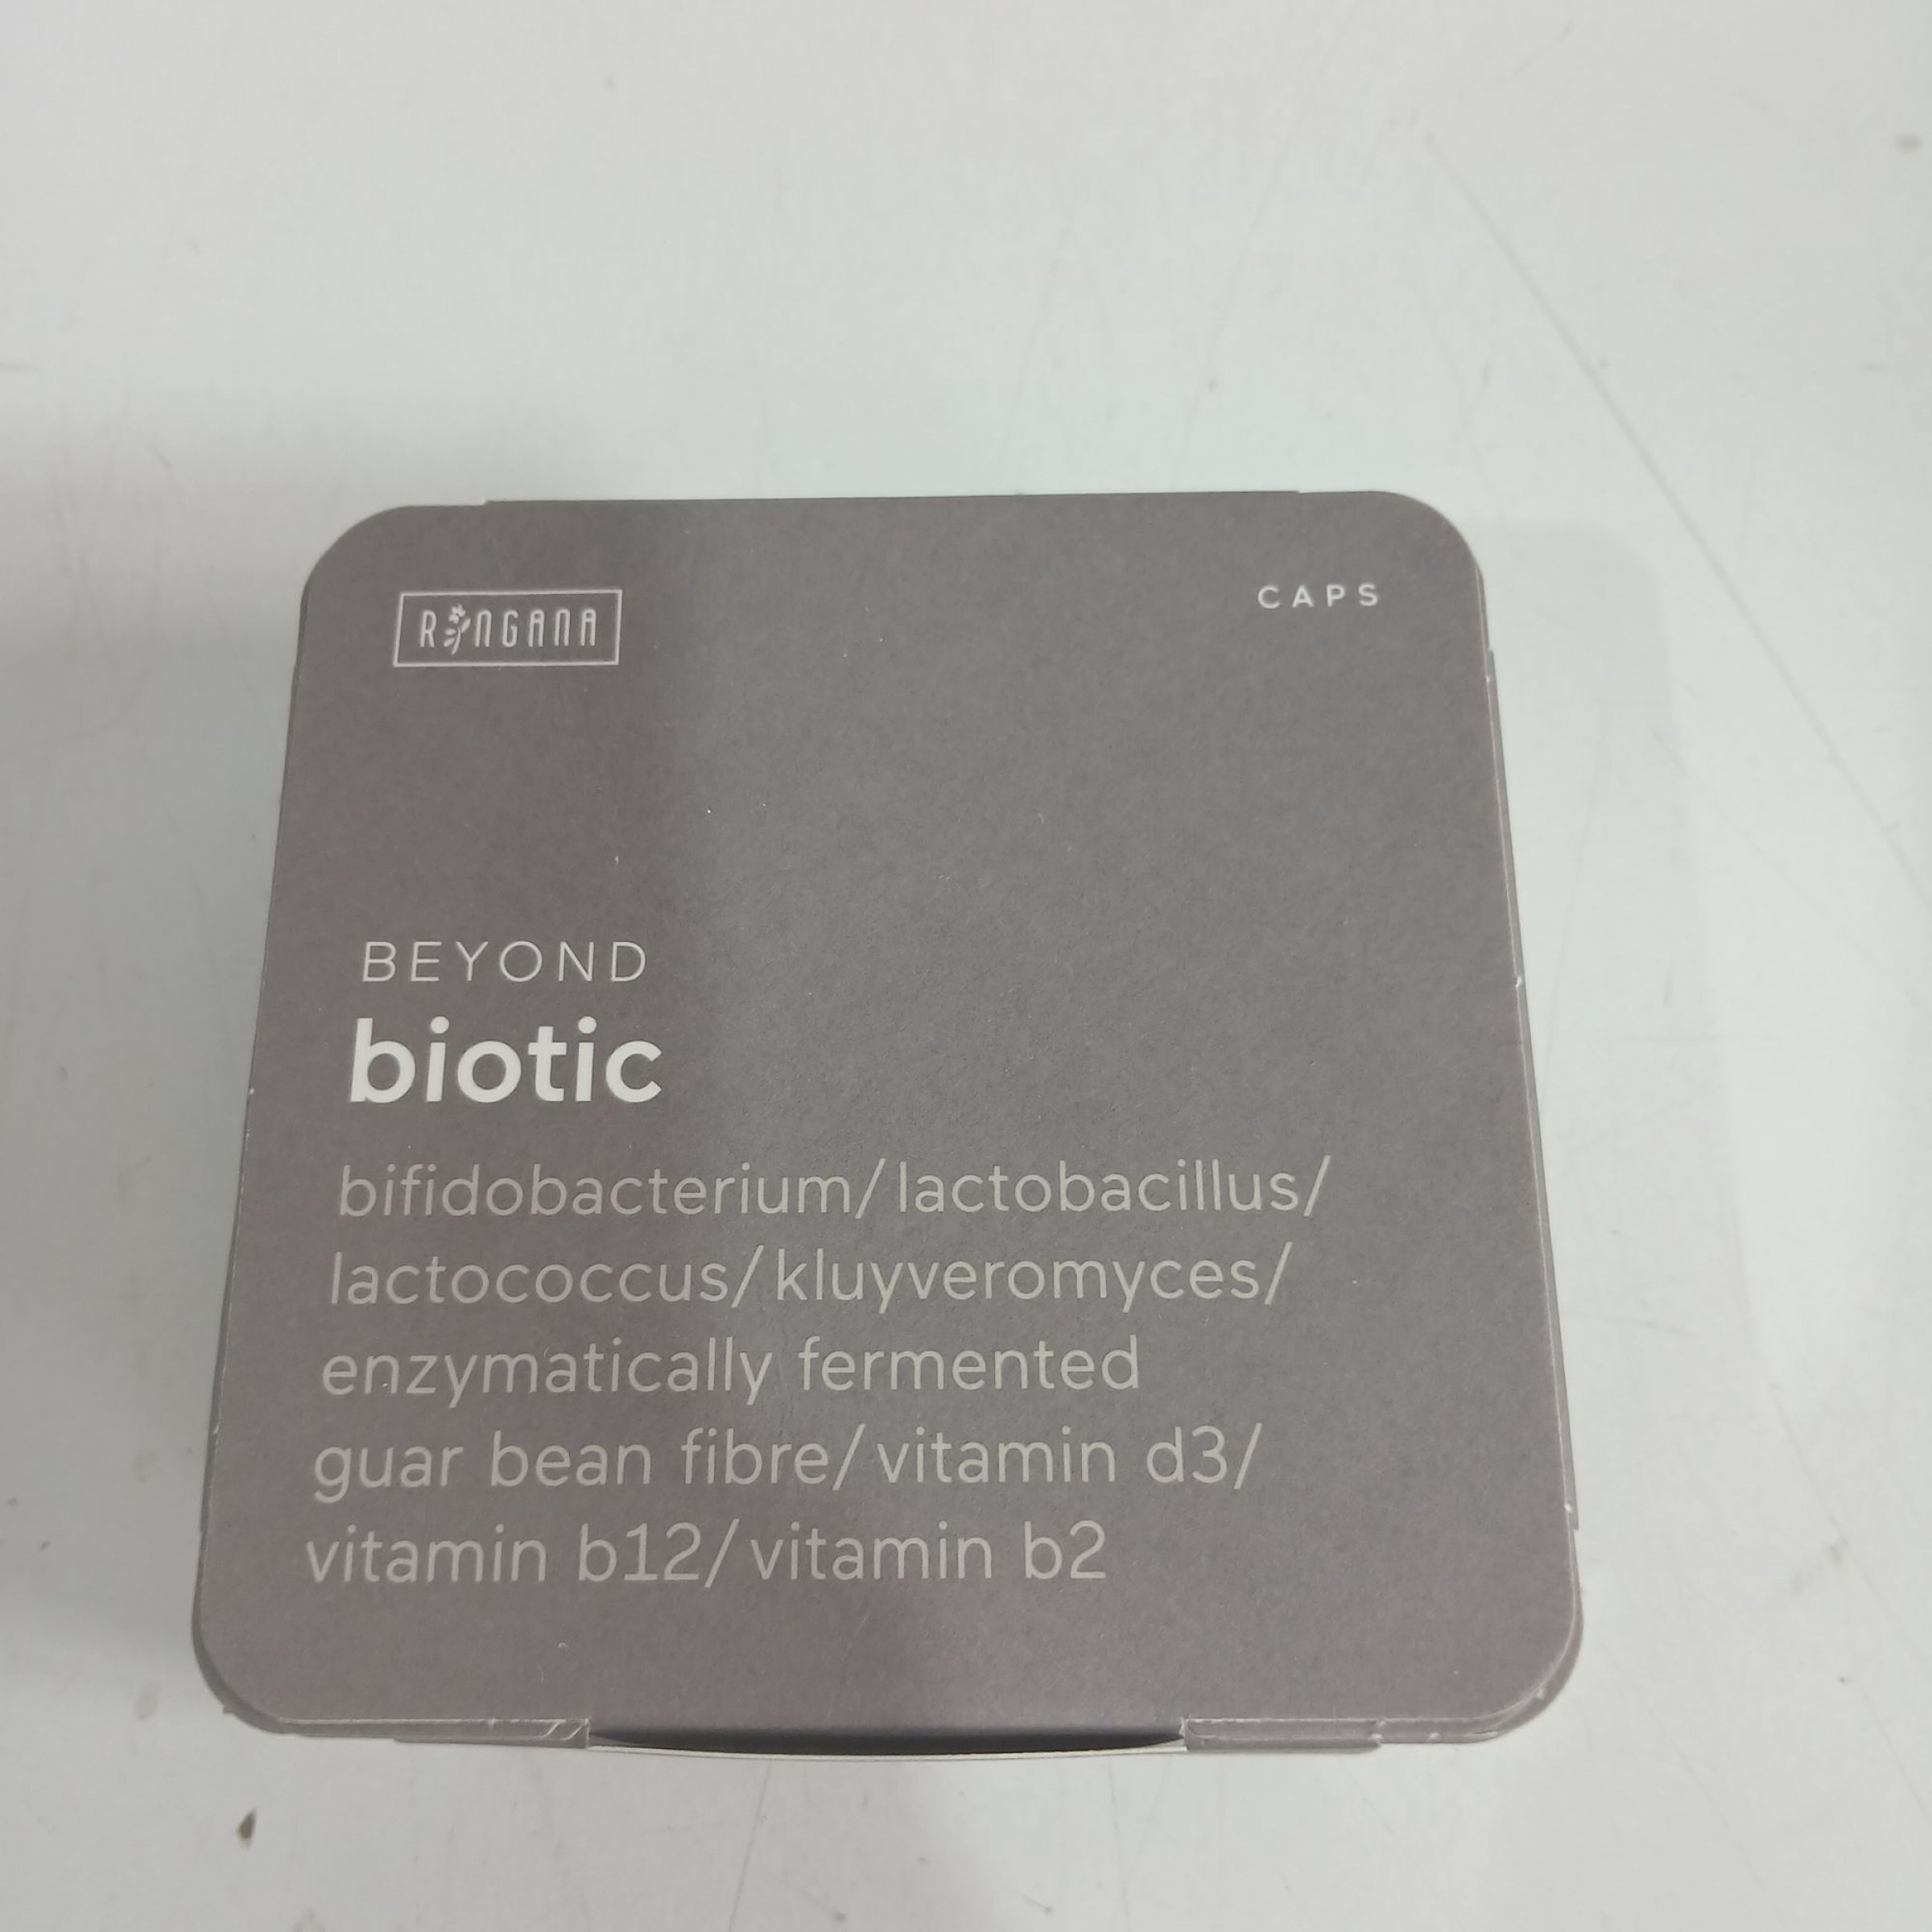 RINGANA
CAPS
BEYOND
biotic
bifidobacterium/lactobacillus/
lactococcus/kluyveromyces/
enzymatically fermented
guar bean fibre/vitamin d3/
vitamin b12/vitamin b2